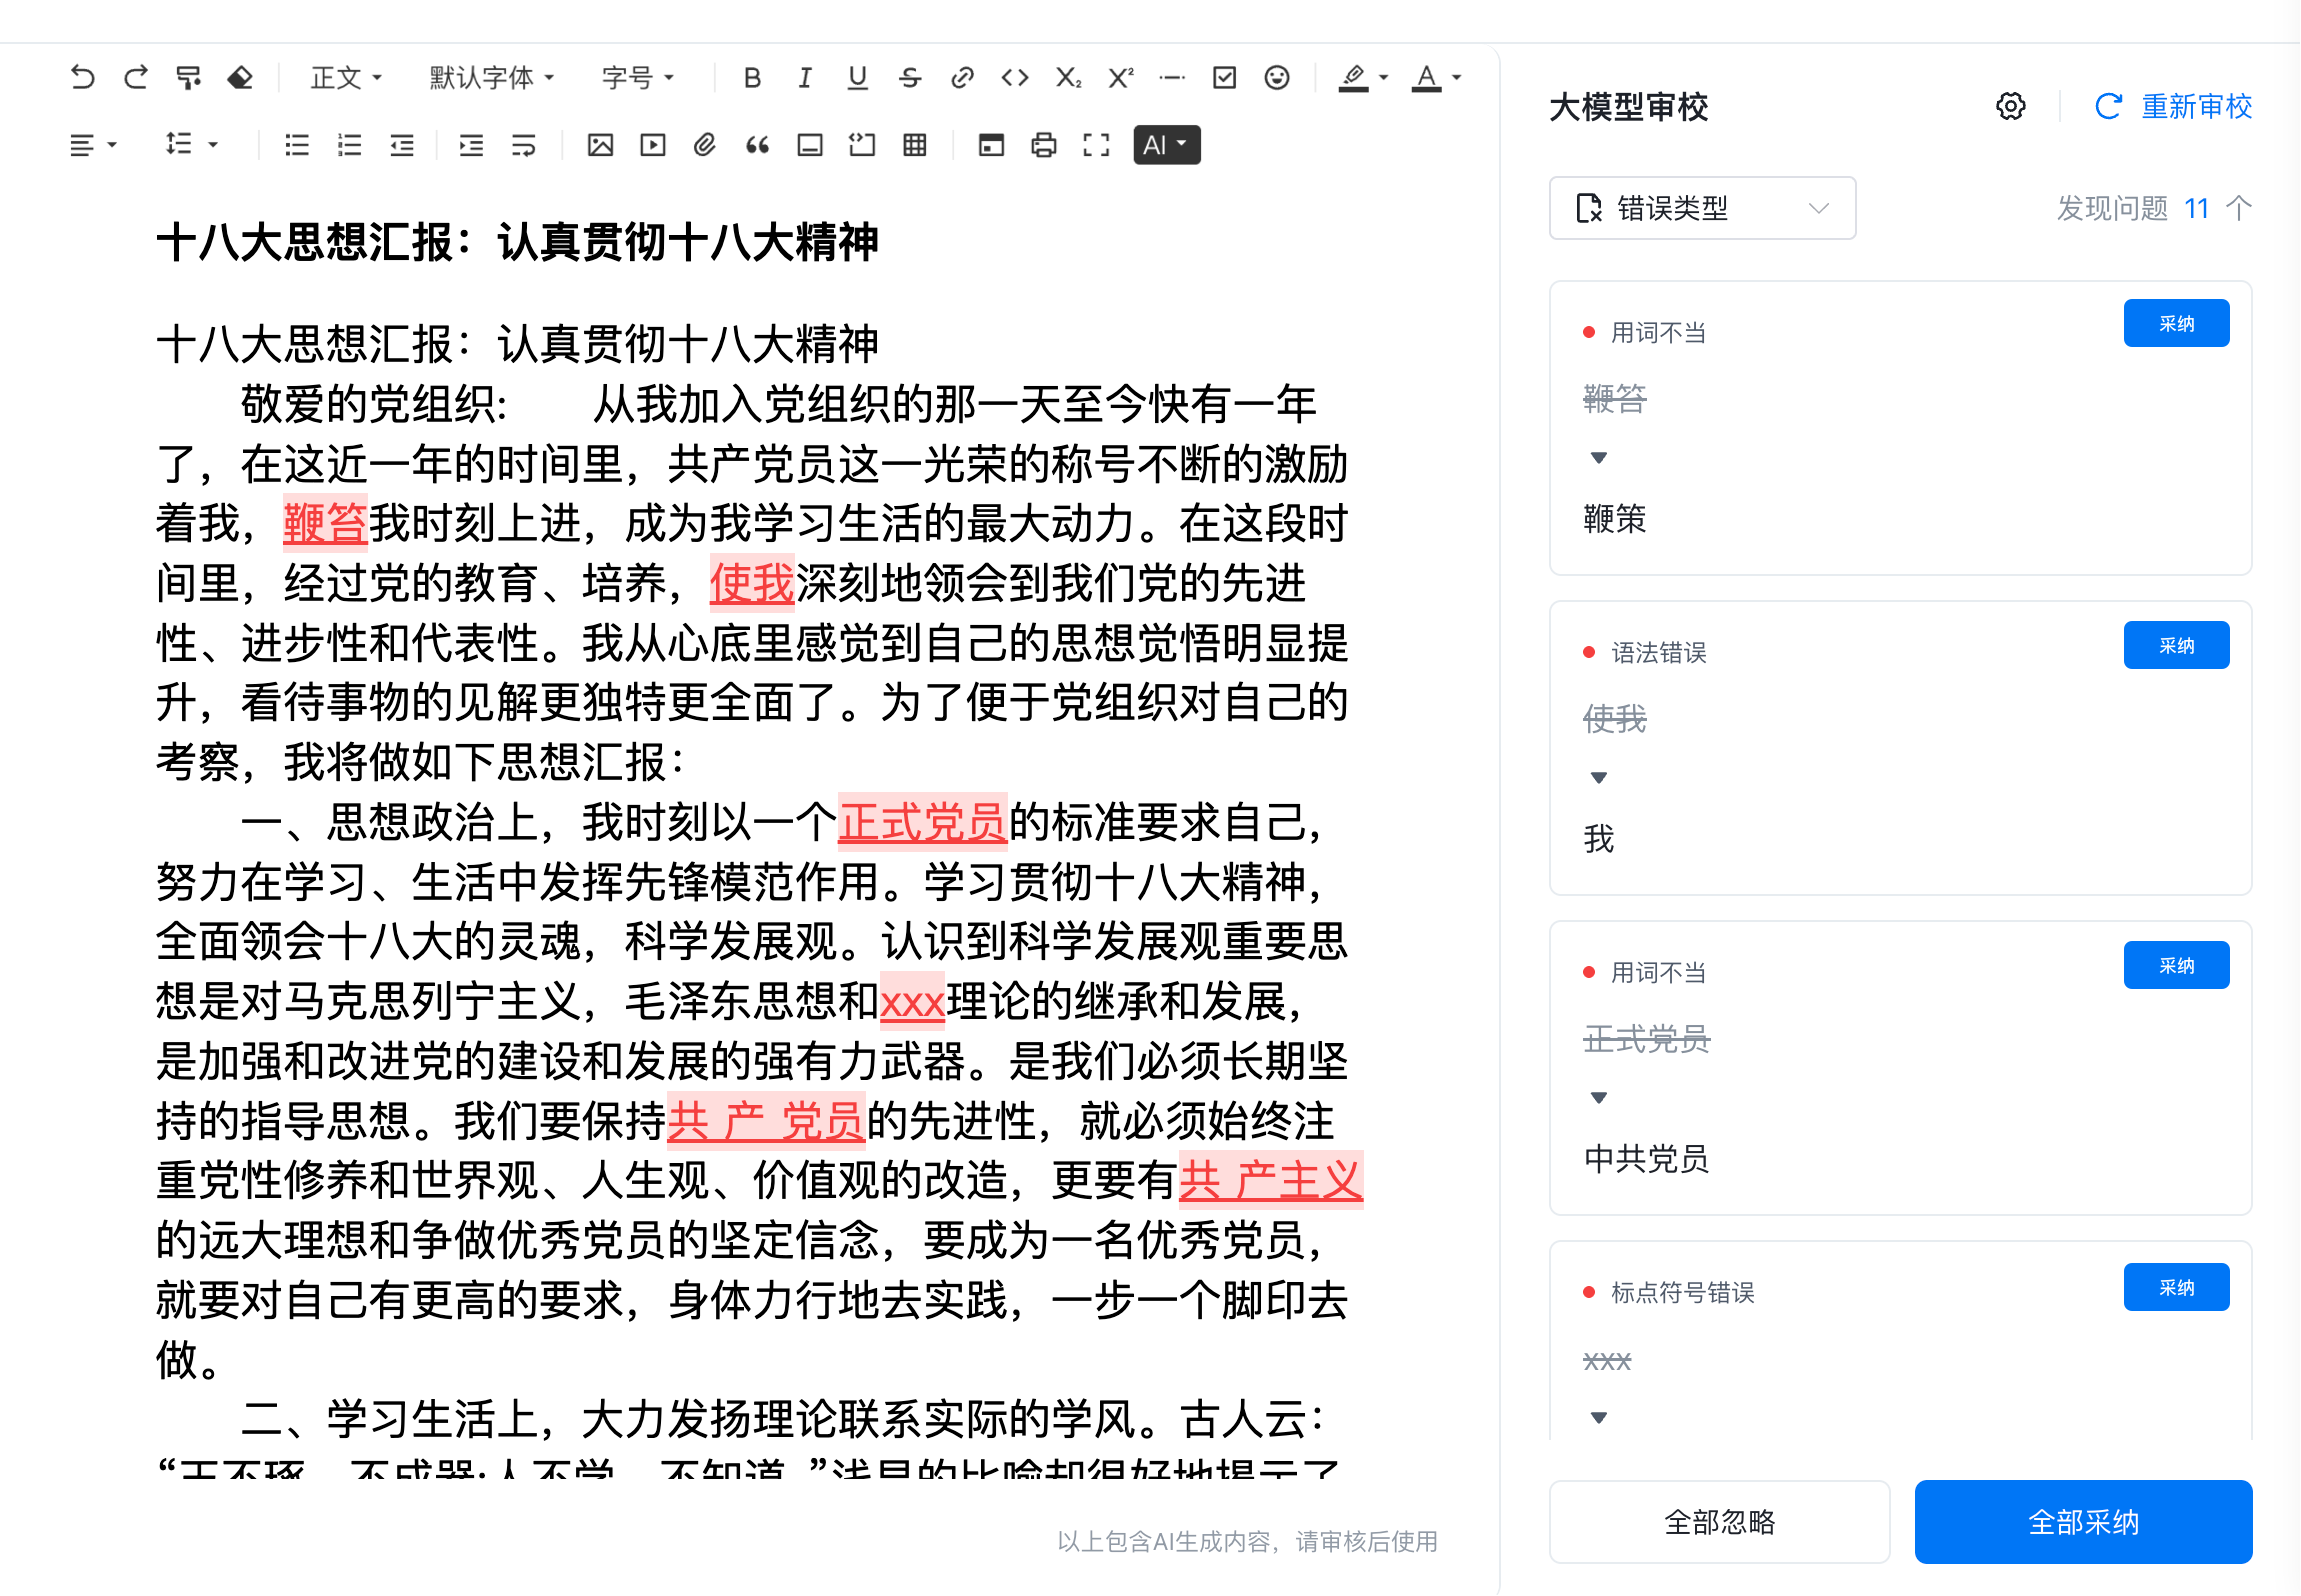 正文 默认字体 字号 B I U S X₂ X² A
AI
十八大思想汇报：认真贯彻十八大精神
十八大思想汇报：认真贯彻十八大精神
敬爱的党组织:　　从我加入党组织的那一天至今快有一年
了，在这近一年的时间里，共产党员这一光荣的称号不断的激励
着我，鞭笞我时刻上进，成为我学习生活的最大动力。在这段时
间里，经过党的教育、培养，使我深刻地领会到我们党的先进
性、进步性和代表性。我从心底里感觉到自己的思想觉悟明显提
升，看待事物的见解更独特更全面了。为了便于党组织对自己的
考察，我将做如下思想汇报：
一、思想政治上，我时刻以一个正式党员的标准要求自己，
努力在学习、生活中发挥先锋模范作用。学习贯彻十八大精神，
全面领会十八大的灵魂，科学发展观。认识到科学发展观重要思
想是对马克思列宁主义，毛泽东思想和xxx理论的继承和发展，
是加强和改进党的建设和发展的强有力武器。是我们必须长期坚
持的指导思想。我们要保持共 产 党员的先进性，就必须始终注
重党性修养和世界观、人生观、价值观的改造，更要有共 产主义
的远大理想和争做优秀党员的坚定信念，要成为一名优秀党员，
就要对自己有更高的要求，身体力行地去实践，一步一个脚印去
做。
二、学习生活上，大力发扬理论联系实际的学风。古人云：
“玉不琢，不成器;人不学，不知道。”浅显的比喻却很好地揭示了
以上包含AI生成内容，请审核后使用
大模型审校
重新审校
错误类型
发现问题 11 个
用词不当
采纳
鞭笞
鞭策
语法错误
采纳
使我
我
用词不当
采纳
正式党员
中共党员
标点符号错误
采纳
xxx
全部忽略
全部采纳